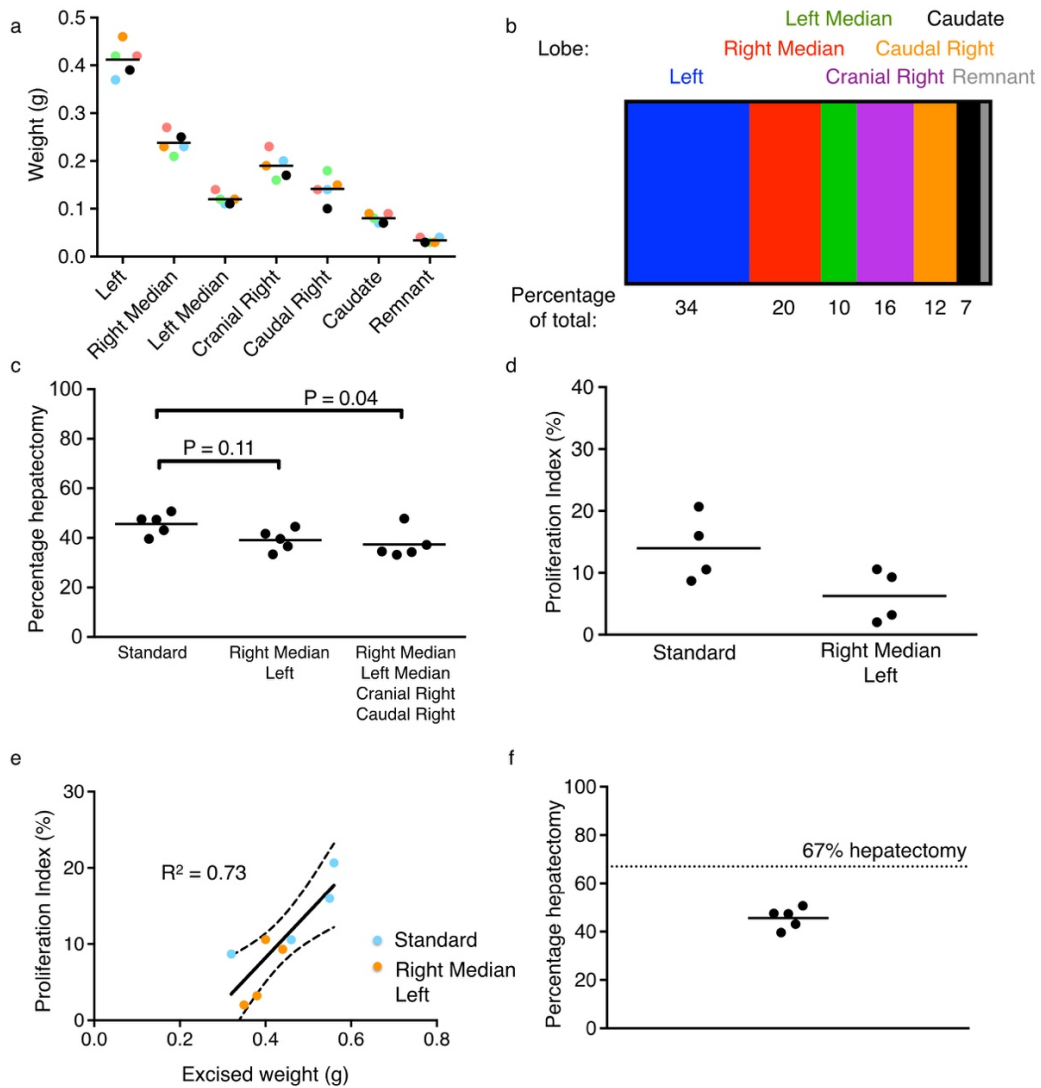 a
Weight (g)
0.5
0.4
0.3
0.2
0.1
0.0
Left
Right Median
Left Median
Cranial Right
Caudal Right
Caudate
Remnant
b
Left Median Caudate
Lobe: Right Median Caudal Right
Left Cranial Right Remnant
Percentage
of total:
34 20 10 16 12 7
c
Percentage hepatectomy
100
80
60
40
20
0
P = 0.04
P = 0.11
Standard
Right Median
Left
Right Median
Left Median
Cranial Right
Caudal Right
d
Proliferation Index (%)
40
30
20
10
0
Standard
Right Median
Left
e
Proliferation Index (%)
30
20
10
0
R² = 0.73
Standard
Right Median
Left
0.0 0.2 0.4 0.6 0.8
Excised weight (g)
f
Percentage hepatectomy
100
80
60
40
20
0
67% hepatectomy